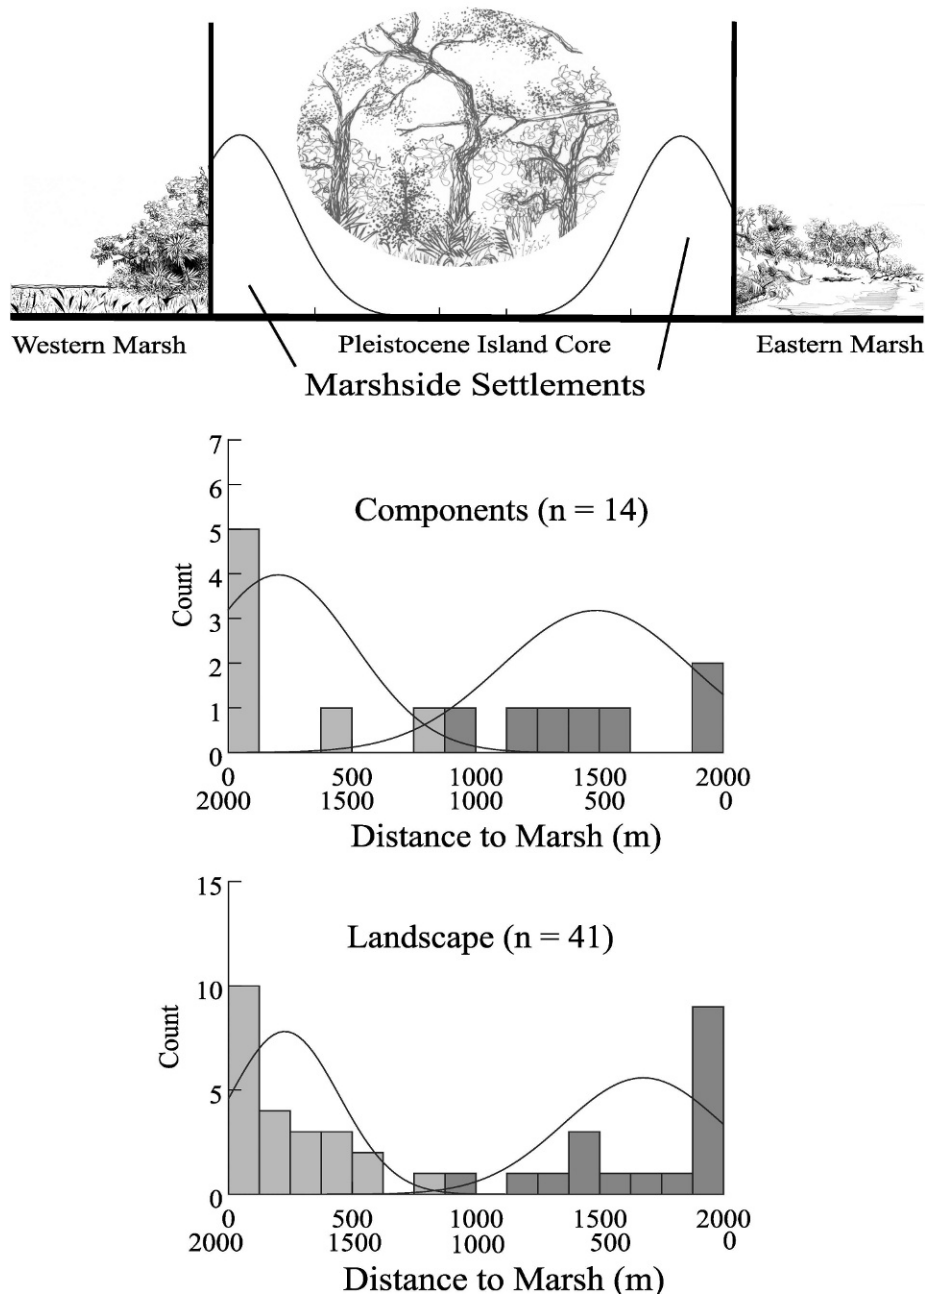 Western Marsh
Pleistocene Island Core
Eastern Marsh
Marshside Settlements
Components (n = 14)
Count
7
6
5
4
3
2
1
0
0 500 1000 1500 2000
2000 1500 1000 500 0
Distance to Marsh (m)
Landscape (n = 41)
Count
15
10
5
0
0 500 1000 1500 2000
2000 1500 1000 500 0
Distance to Marsh (m)